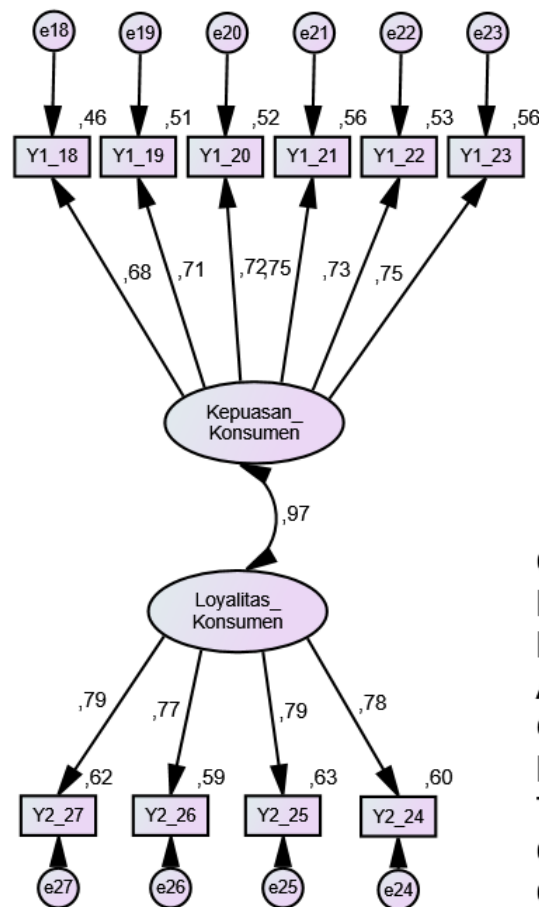 e18 e19 e20 e21 e22 e23
,46 ,51 ,52 ,56 ,53 ,56
Y1_18 Y1_19 Y1_20 Y1_21 Y1_22 Y1_23
,68 ,71 ,72 ,75 ,73 ,75
Kepuasan_
Konsumen
,97
Loyalitas_
Konsumen
,79 ,77 ,79 ,78
,62 ,59 ,63 ,60
Y2_27 Y2_26 Y2_25 Y2_24
e27 e26 e25 e24